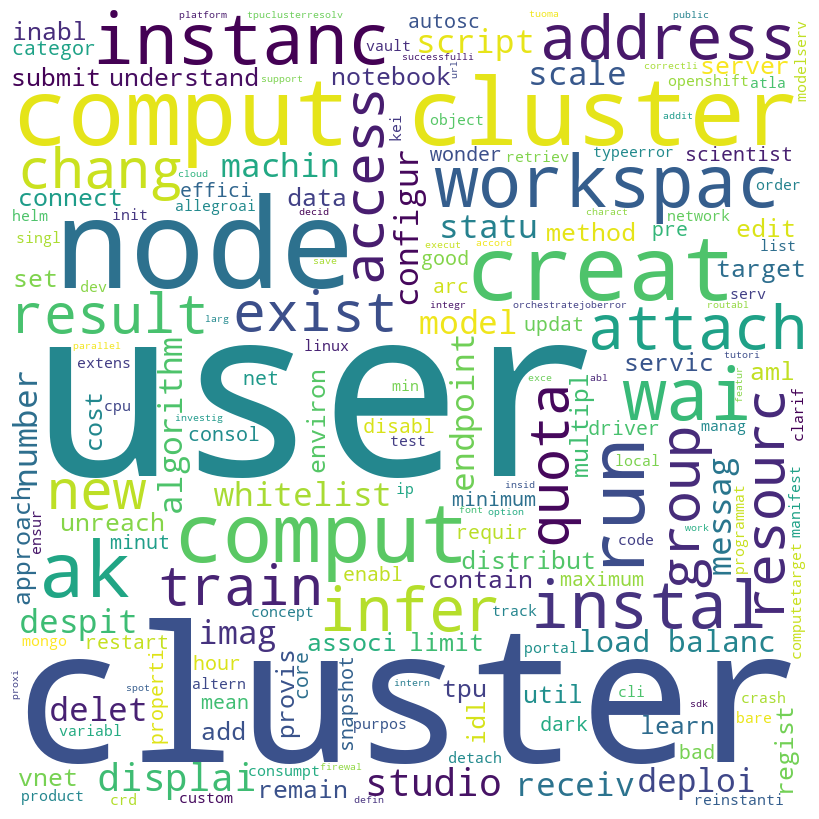 platform
tpuclusterresolv
tuoma
public
inabl
instanc
autosc
address
categor
vault
successfulli
script
correctli
server
modelserv
submit
understand
support
notebook
url
scale
openshift
atla
comput
cluster
kei
object
addit
chang
machin
cloud
access
wonder
retriev
typeerror
scientist
connect
effici
data
configur
workspac
order
helm
init
allegroai
decid
statu
method
charact
pre
network
edit
singl
node
save
good
execut
accord
creat
target
list
set
dev
arc
integr
orchestratejoberror
serv
result
larg
exist
model
updat
attach
routabl
parallel
user
linux
servic
tutori
extens
algorithm
net
environ
min
endpoint
exce
abl
wai
aml
featur
number
cost
cpu
investig
consol
disabl
test
quota
multipl
driver
manag
clarif
new
whitelist
ip
insid
run
local
group
resourc
approach
ensur
unreach
minut
comput
minimum
font
option
requir
code
messag
programmat
manifest
work
ak
train
enabl
distribut
contain
maximum
instal
computetarget
despit
infer
concept
track
mongo
restart
imag
associ
limit
portal
load balanc
proxi
cluster
properti
hour
altern
mean
provis
core
snapshot
intern
tpu
util
cli
sdk
crash
delet
spot
variabl
add
purpos
idl
dark
learn
bare
regist
vnet
displai
consumpt
firewal
detach
bad
product
crd
custom
remain
defin
studio
receiv
deploi
reinstanti